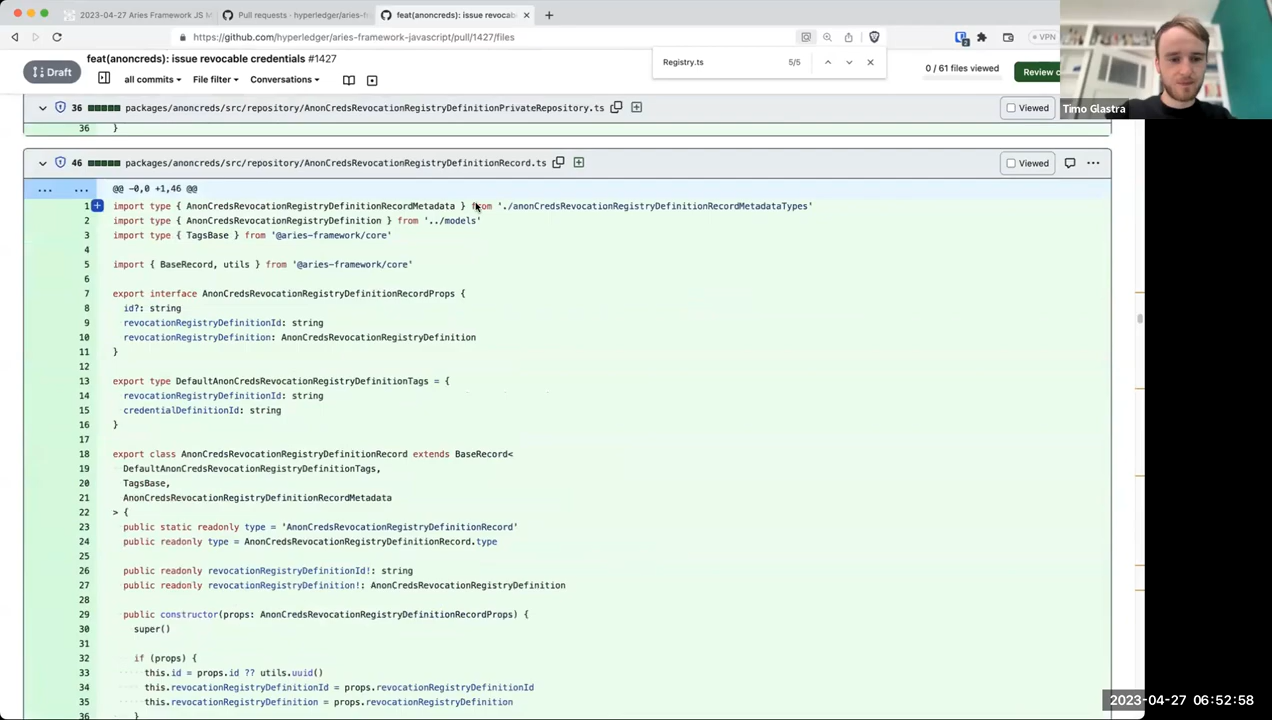 2023-04-27 Aries Framework JS M
Pull requests · hyperledger/aries-f
feat(anoncreds): issue revocabl
https://github.com/hyperledger/aries-framework-javascript/pull/1427/files
2
VPN
feat(anoncreds): issue revocable credentials #1427
Registry.ts
5/5
Draft
all commits
File filter
Conversations
0 / 61 files viewed
Review c
Timo Glastra
36 packages/anoncreds/src/repository/AnonCredsRevocationRegistryDefinitionPrivateRepository.ts
Viewed
36 }
46 packages/anoncreds/src/repository/AnonCredsRevocationRegistryDefinitionRecord.ts
Viewed
@@ -0,0 +1,46 @@
1 import type { AnonCredsRevocationRegistryDefinitionRecordMetadata } from './anonCredsRevocationRegistryDefinitionRecordMetadataTypes'
2 import type { AnonCredsRevocationRegistryDefinition } from '../models'
3 import type { TagsBase } from '@aries-framework/core'
4
5 import { BaseRecord, utils } from '@aries-framework/core'
6
7 export interface AnonCredsRevocationRegistryDefinitionRecordProps {
8 id?: string
9 revocationRegistryDefinitionId: string
10 revocationRegistryDefinition: AnonCredsRevocationRegistryDefinition
11 }
12
13 export type DefaultAnonCredsRevocationRegistryDefinitionTags = {
14 revocationRegistryDefinitionId: string
15 credentialDefinitionId: string
16 }
17
18 export class AnonCredsRevocationRegistryDefinitionRecord extends BaseRecord<
19 DefaultAnonCredsRevocationRegistryDefinitionTags,
20 TagsBase,
21 AnonCredsRevocationRegistryDefinitionRecordMetadata
22 > {
23 public static readonly type = 'AnonCredsRevocationRegistryDefinitionRecord'
24 public readonly type = AnonCredsRevocationRegistryDefinitionRecord.type
25
26 public readonly revocationRegistryDefinitionId!: string
27 public readonly revocationRegistryDefinition!: AnonCredsRevocationRegistryDefinition
28
29 public constructor(props: AnonCredsRevocationRegistryDefinitionRecordProps) {
30 super()
31
32 if (props) {
33 this.id = props.id ?? utils.uuid()
34 this.revocationRegistryDefinitionId = props.revocationRegistryDefinitionId
35 this.revocationRegistryDefinition = props.revocationRegistryDefinition
36 }
2023-04-27 06:52:58